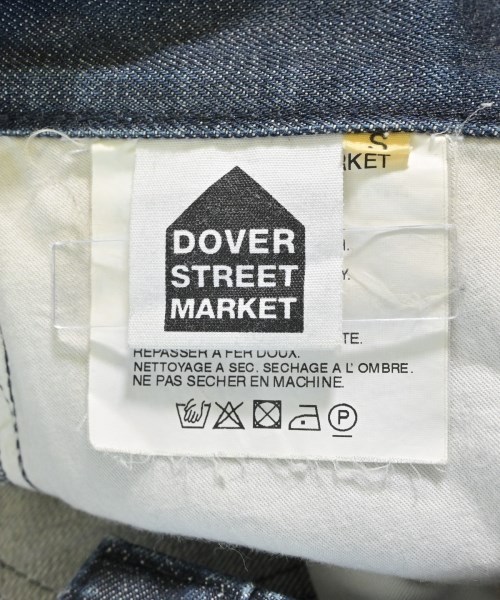 S
RKET
DOVER
STREET
MARKET
Y.
TE.
REPASSER A FER DOUX.
NETTOYAGE A SEC. SECHAGE A L' OMBRE.
NE PAS SECHER EN MACHINE.
P